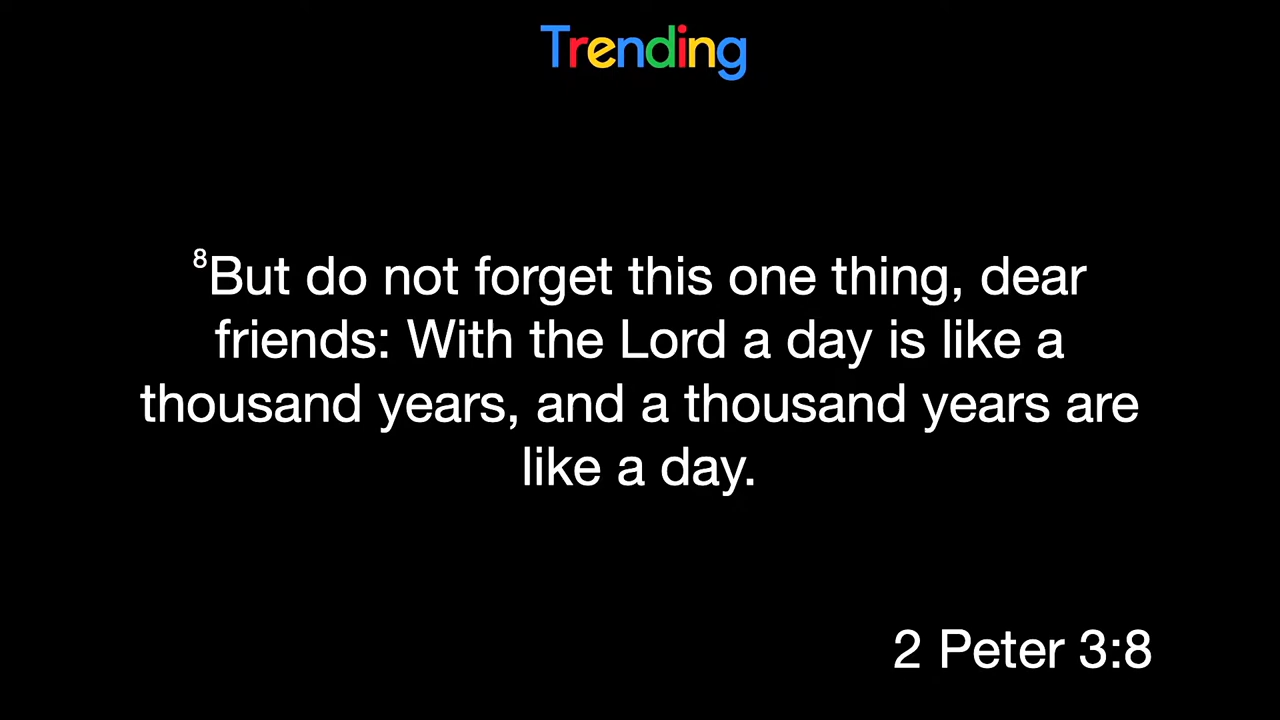 Trending
⁸But do not forget this one thing, dear
friends: With the Lord a day is like a
thousand years, and a thousand years are
like a day.
2 Peter 3:8